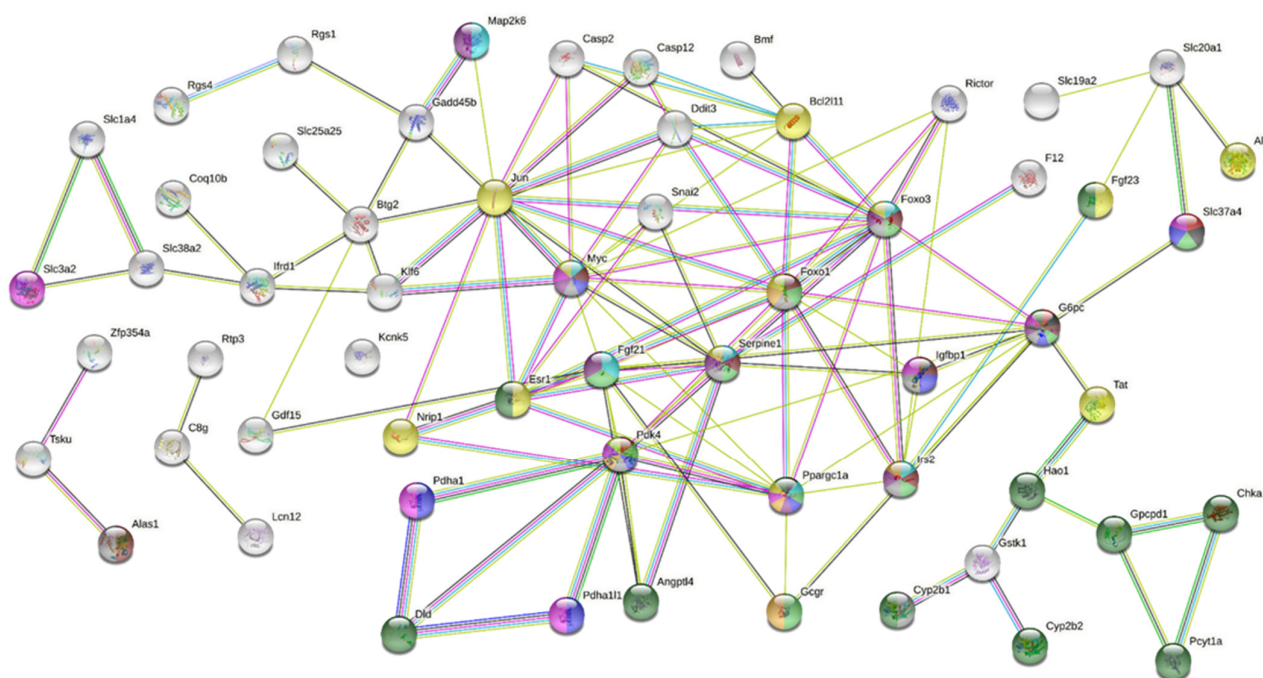 Map2k6
Rgs1
Casp2
Casp12
Bmf
Slc20a1
Rgs4
Gadd45b
Ddit3
Bcl2l11
Rictor
Slc19a2
Slc1a4
Slc25a25
Al
Coq10b
Btg2
Jun
Snai2
Foxo3
F12
Fgf23
Slc37a4
Slc3a2
Slc38a2
Ifrd1
Klf6
Myc
Foxo1
G6pc
Zfp354a
Rtp3
Kcnk5
Fgf21
Serpine1
Igfbp1
Esr1
Tat
Gdf15
Nrip1
Tsku
C8g
Pdk4
Ppargc1a
Irs2
Hao1
Pdha1
Gpcpd1
Chka
Alas1
Lcn12
Gstk1
Dld
Pdha1l1
Angptl4
Gcgr
Cyp2b1
Cyp2b2
Pcyt1a